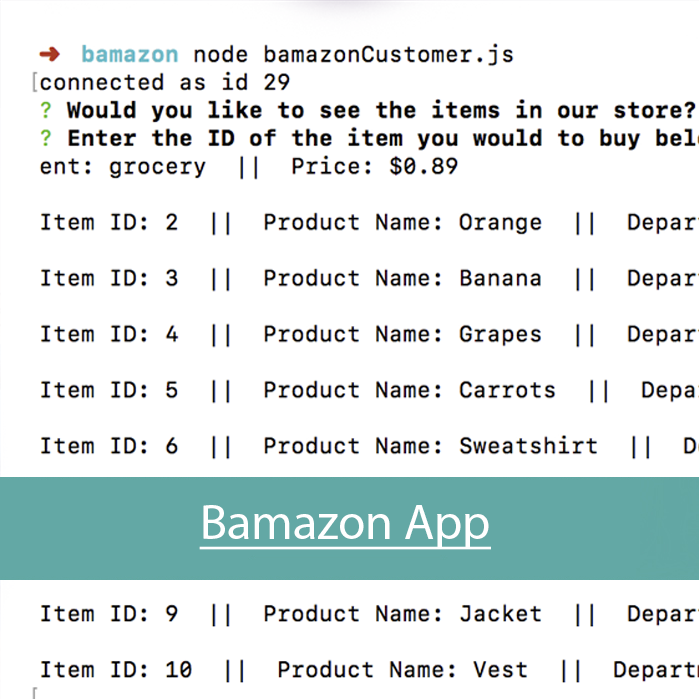 ➜ bamazon node bamazonCustomer.js
[connected as id 29
? Would you like to see the items in our store?
? Enter the ID of the item you would to buy bel
ent: grocery || Price: $0.89
Item ID: 2 || Product Name: Orange || Depar
Item ID: 3 || Product Name: Banana || Depar
Item ID: 4 || Product Name: Grapes || Depar
Item ID: 5 || Product Name: Carrots || Depa
Item ID: 6 || Product Name: Sweatshirt || D
Bamazon App
Item ID: 9 || Product Name: Jacket || Depar
Item ID: 10 || Product Name: Vest || Depart
[